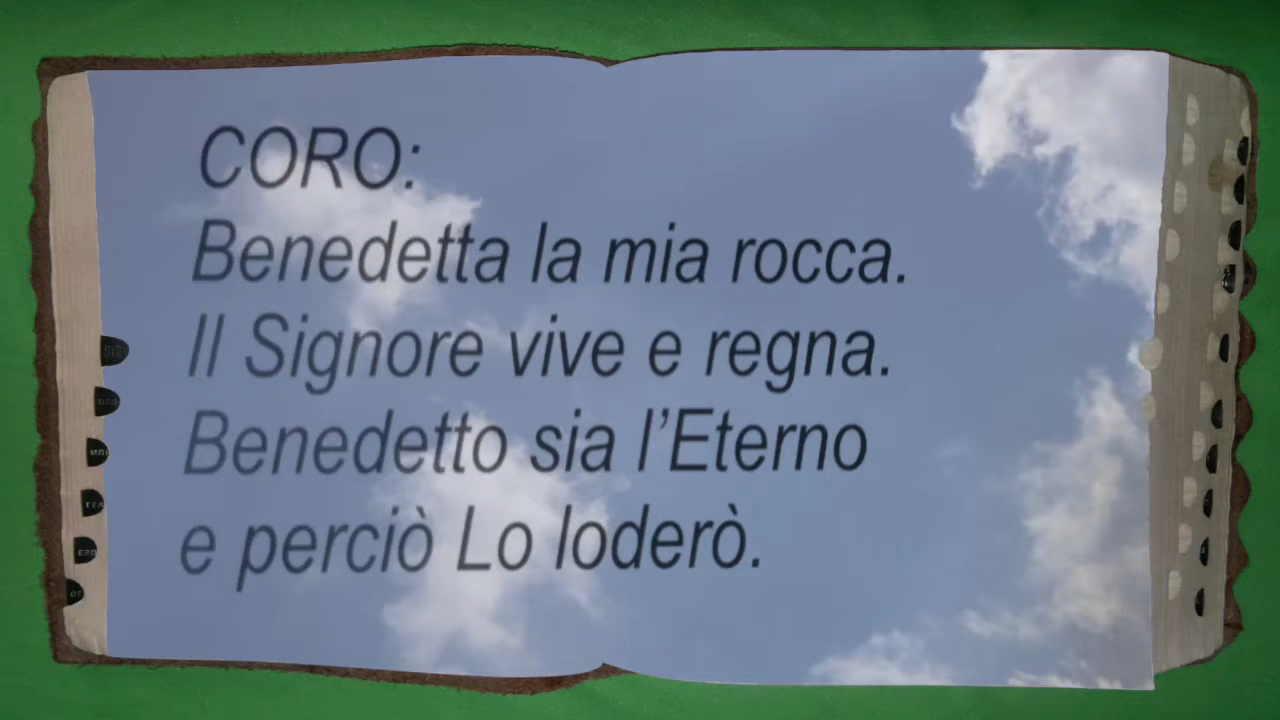 CORO:
Benedetta la mia rocca.
Il Signore vive e regna.
Benedetto sia l'Eterno
e perciò Lo loderò.